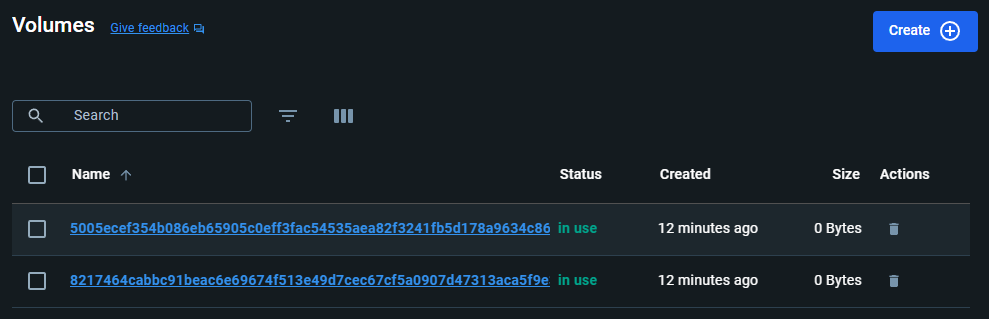 Volumes Give feedback
Create
Search
Name Status Created Size Actions
5005ecef354b086eb65905c0eff3fac54535aea82f3241fb5d178a9634c86 in use 12 minutes ago 0 Bytes
8217464cabbc91beac6e69674f513e49d7cec67cf5a0907d47313aca5f9e in use 12 minutes ago 0 Bytes